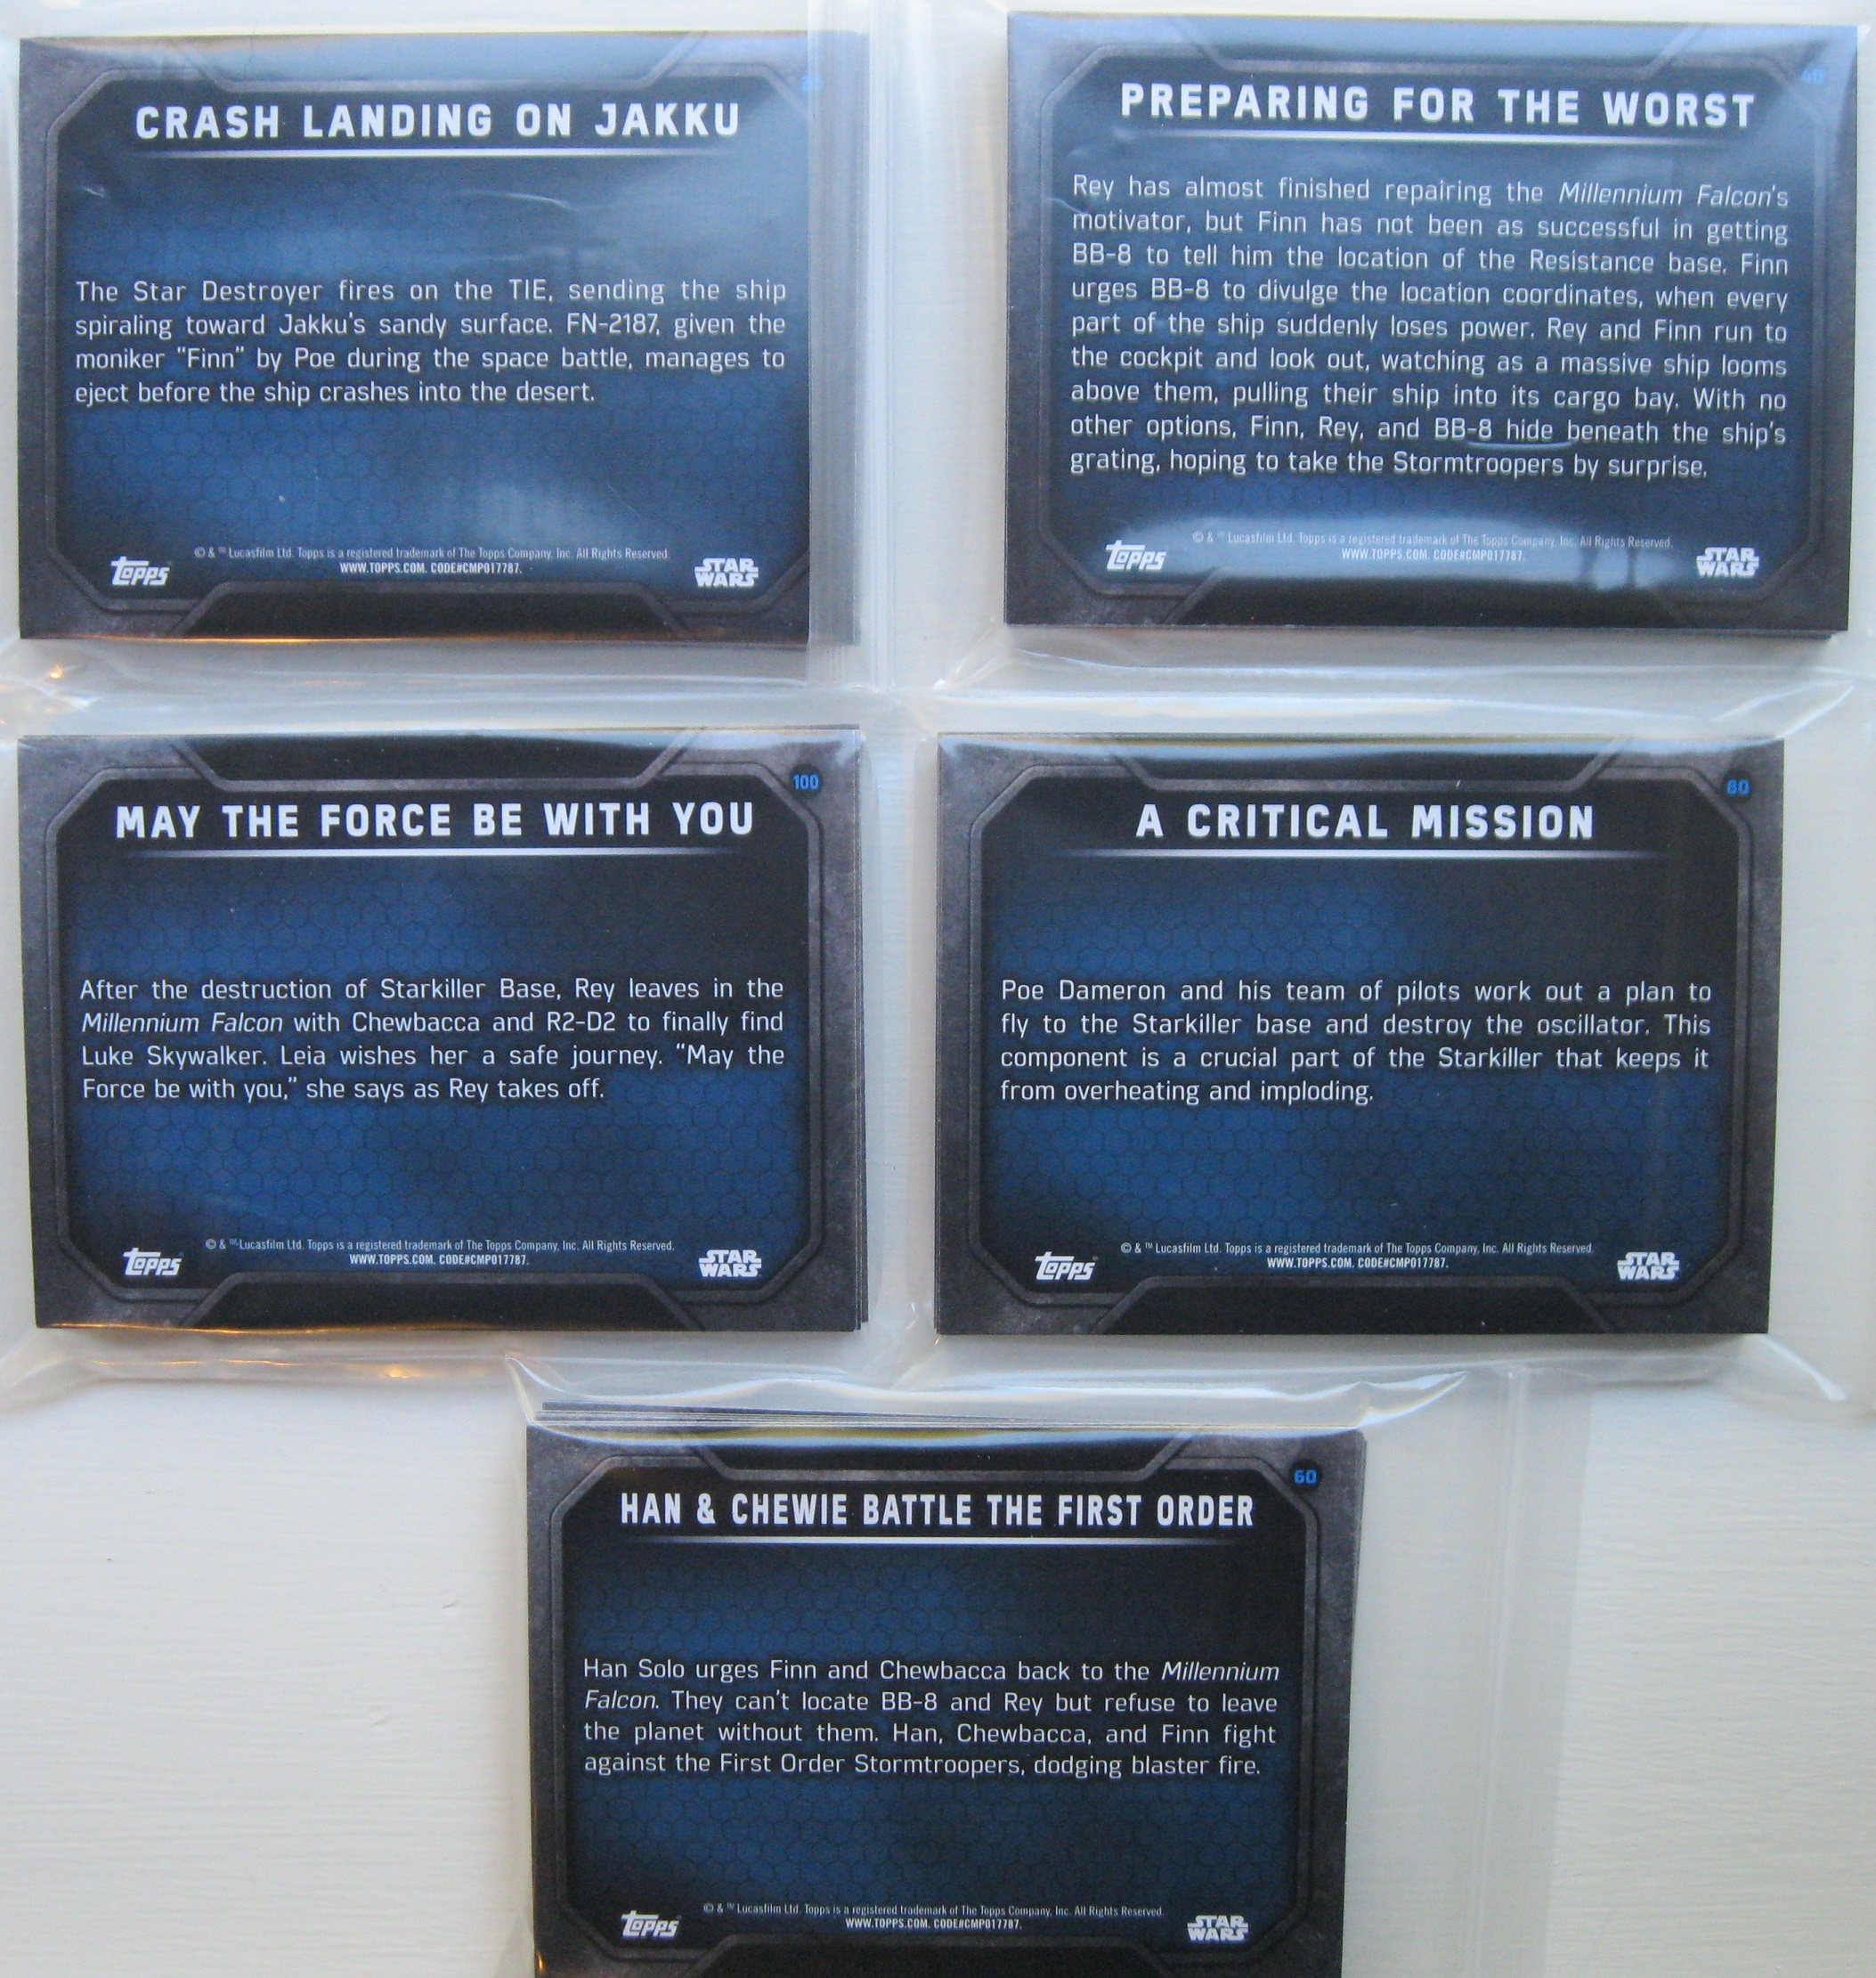 CRASH LANDING ON JAKKU
The Star Destroyer fires on the TIE, sending the ship
spiraling toward Jakku's sandy surface. FN-2187, given the
moniker “Finn” by Poe during the space battle, manages to
eject before the ship crashes into the desert.
© & ™ Lucasfilm Ltd. Topps is a registered trademark of The Topps Company, Inc. All Rights Reserved.
WWW.TOPPS.COM. CODE#CMP017787.
Topps
STAR
WARS
40
PREPARING FOR THE WORST
Rey has almost finished repairing the Millennium Falcon's
motivator, but Finn has not been as successful in getting
BB-8 to tell him the location of the Resistance base. Finn
urges BB-8 to divulge the location coordinates, when every
part of the ship suddenly loses power. Rey and Finn run to
the cockpit and look out, watching as a massive ship looms
above them, pulling their ship into its cargo bay. With no
other options, Finn, Rey, and BB-8 hide beneath the ship's
grating, hoping to take the Stormtroopers by surprise.
© & ™ Lucasfilm Ltd. Topps is a registered trademark of The Topps Company, Inc. All Rights Reserved.
WWW.TOPPS.COM. CODE#CMP017787.
Topps
STAR
WARS
100
MAY THE FORCE BE WITH YOU
After the destruction of Starkiller Base, Rey leaves in the
Millennium Falcon with Chewbacca and R2-D2 to finally find
Luke Skywalker. Leia wishes her a safe journey. “May the
Force be with you,” she says as Rey takes off.
© & ™ Lucasfilm Ltd. Topps is a registered trademark of The Topps Company, Inc. All Rights Reserved.
WWW.TOPPS.COM. CODE#CMP017787.
Topps
STAR
WARS
80
A CRITICAL MISSION
Poe Dameron and his team of pilots work out a plan to
fly to the Starkiller base and destroy the oscillator. This
component is a crucial part of the Starkiller that keeps it
from overheating and imploding.
© & ™ Lucasfilm Ltd. Topps is a registered trademark of The Topps Company, Inc. All Rights Reserved.
WWW.TOPPS.COM. CODE#CMP017787.
Topps
STAR
WARS
60
HAN & CHEWIE BATTLE THE FIRST ORDER
Han Solo urges Finn and Chewbacca back to the Millennium
Falcon. They can't locate BB-8 and Rey but refuse to leave
the planet without them. Han, Chewbacca, and Finn fight
against the First Order Stormtroopers, dodging blaster fire.
© & ™ Lucasfilm Ltd. Topps is a registered trademark of The Topps Company, Inc. All Rights Reserved.
WWW.TOPPS.COM. CODE#CMP017787.
Topps
STAR
WARS